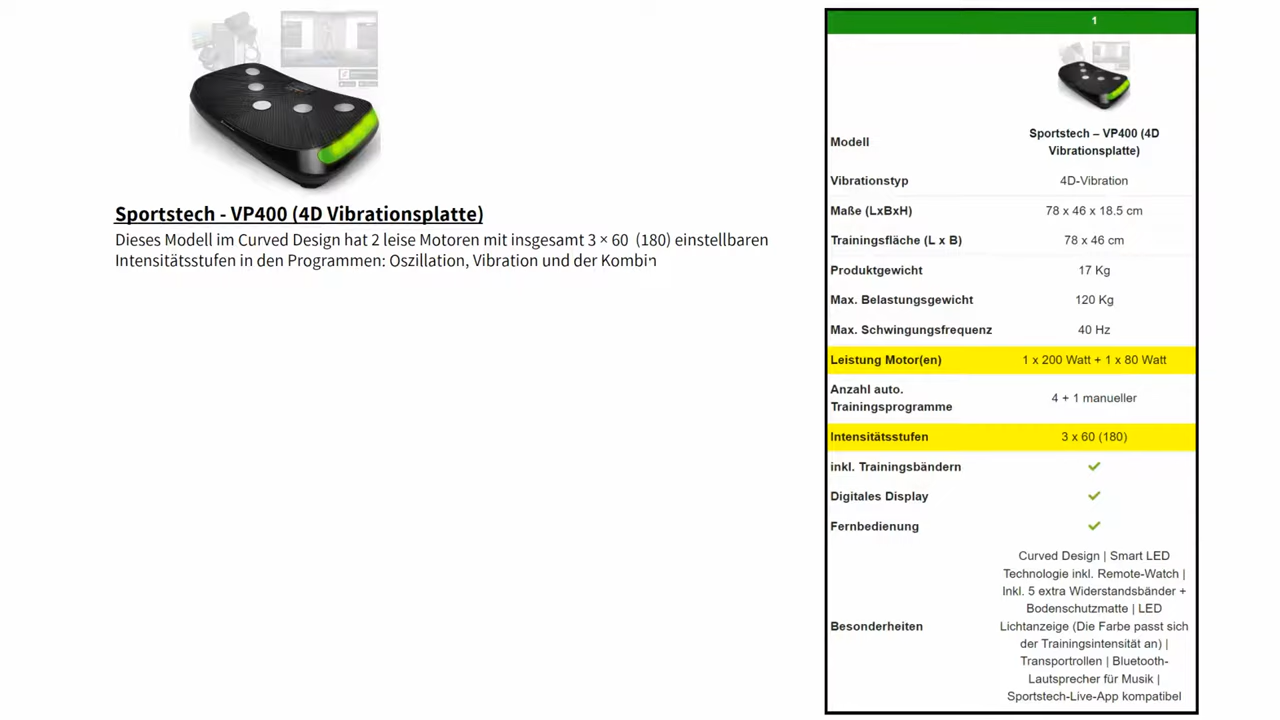 Sportstech - VP400 (4D Vibrationsplatte)
Dieses Modell im Curved Design hat 2 leise Motoren mit insgesamt 3 × 60 (180) einstellbaren
Intensitätsstufen in den Programmen: Oszillation, Vibration und der Kombin
1
Modell
Sportstech – VP400 (4D
Vibrationsplatte)
Vibrationstyp
4D-Vibration
Maße (LxBxH)
78 x 46 x 18.5 cm
Trainingsfläche (L x B)
78 x 46 cm
Produktgewicht
17 Kg
Max. Belastungsgewicht
120 Kg
Max. Schwingungsfrequenz
40 Hz
Leistung Motor(en)
1 x 200 Watt + 1 x 80 Watt
Anzahl auto.
Trainingsprogramme
4 + 1 manueller
Intensitätsstufen
3 x 60 (180)
inkl. Trainingsbändern
Digitales Display
Fernbedienung
Besonderheiten
Curved Design | Smart LED
Technologie inkl. Remote-Watch |
Inkl. 5 extra Widerstandsbänder +
Bodenschutzmatte | LED
Lichtanzeige (Die Farbe passt sich
der Trainingsintensität an) |
Transportrollen | Bluetooth-
Lautsprecher für Musik |
Sportstech-Live-App kompatibel